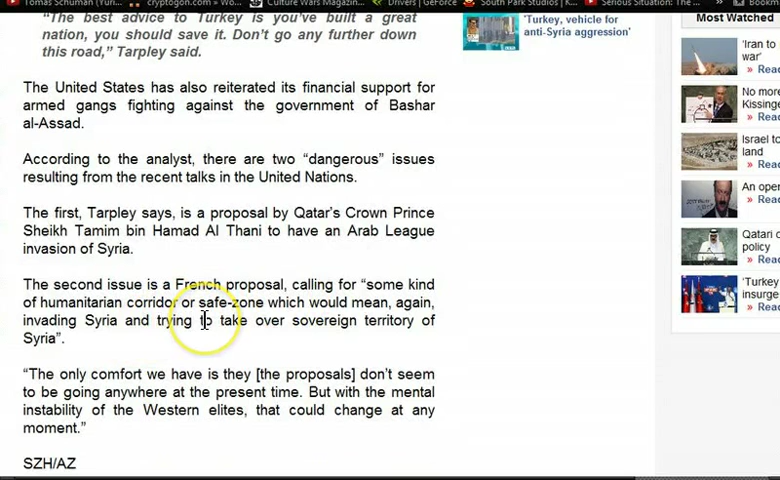 Tomas Schuman (Yuri...
cryptogon.com » Wo...
Culture Wars Magazin...
Drivers | GeForce
South Park Studios | K...
Serious Situation: The ...
Bookm
"The best advice to Turkey is you've built a great
nation, you should save it. Don't go any further down
this road," Tarpley said.
The United States has also reiterated its financial support for
armed gangs fighting against the government of Bashar
al-Assad.
According to the analyst, there are two “dangerous” issues
resulting from the recent talks in the United Nations.
The first, Tarpley says, is a proposal by Qatar’s Crown Prince
Sheikh Tamim bin Hamad Al Thani to have an Arab League
invasion of Syria.
The second issue is a French proposal, calling for “some kind
of humanitarian corridor or safe-zone which would mean, again,
invading Syria and trying to take over sovereign territory of
Syria”.
“The only comfort we have is they [the proposals] don’t seem
to be going anywhere at the present time. But with the mental
instability of the Western elites, that could change at any
moment.”
SZH/AZ
'Turkey, vehicle for
anti-Syria aggression'
Most Watched
'Iran to
war'
» Read
No more
Kissinge
» Read
Israel to
land
» Read
An open
» Read
Qatari c
policy
» Read
'Turkey
insurge
» Read